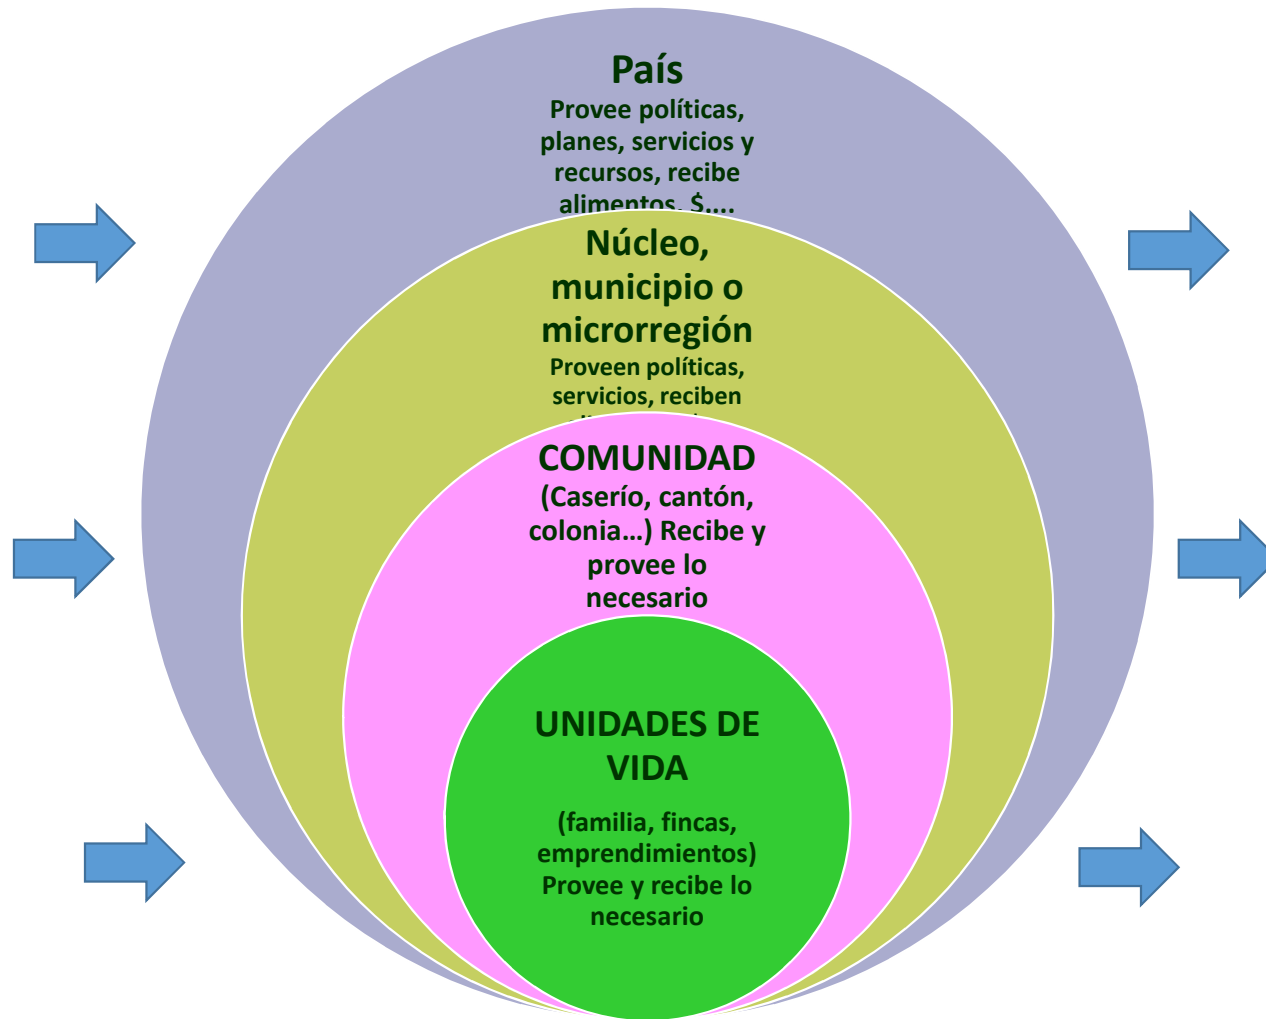 País
Provee políticas,
planes, servicios y
recursos, recibe
alimentos, $....
Núcleo,
municipio o
microrregión
Proveen políticas,
servicios, reciben
COMUNIDAD
(Caserío, cantón,
colonia...) Recibe y
provee lo
necesario
UNIDADES DE
VIDA
(familia, fincas,
emprendimientos)
Provee y recibe lo
necesario